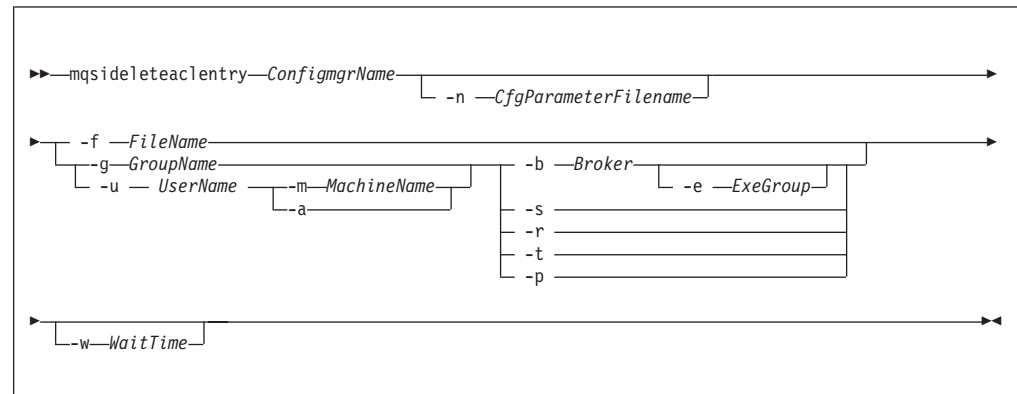 mqsideleteaclentry ConfigmgrName
-n CfgParameterFilename
-f FileName
-g GroupName -b Broker
-u UserName -m MachineName -e ExeGroup
-a
-s
-r
-t
-p
-w WaitTime